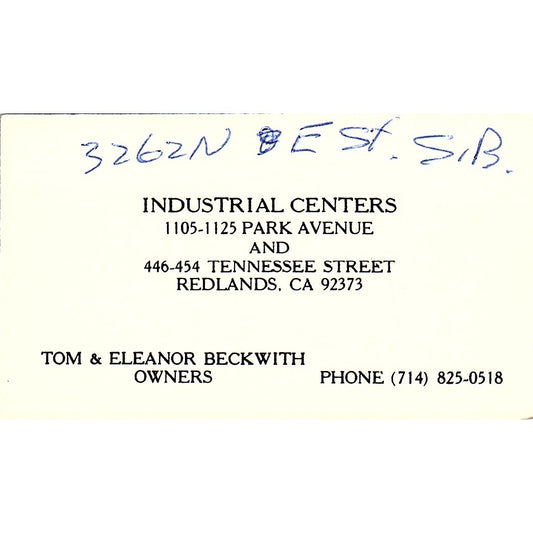 3262N E St. S.B.
INDUSTRIAL CENTERS
1105-1125 PARK AVENUE
AND
446-454 TENNESSEE STREET
REDLANDS, CA 92373
TOM & ELEANOR BECKWITH
OWNERS PHONE (714) 825-0518